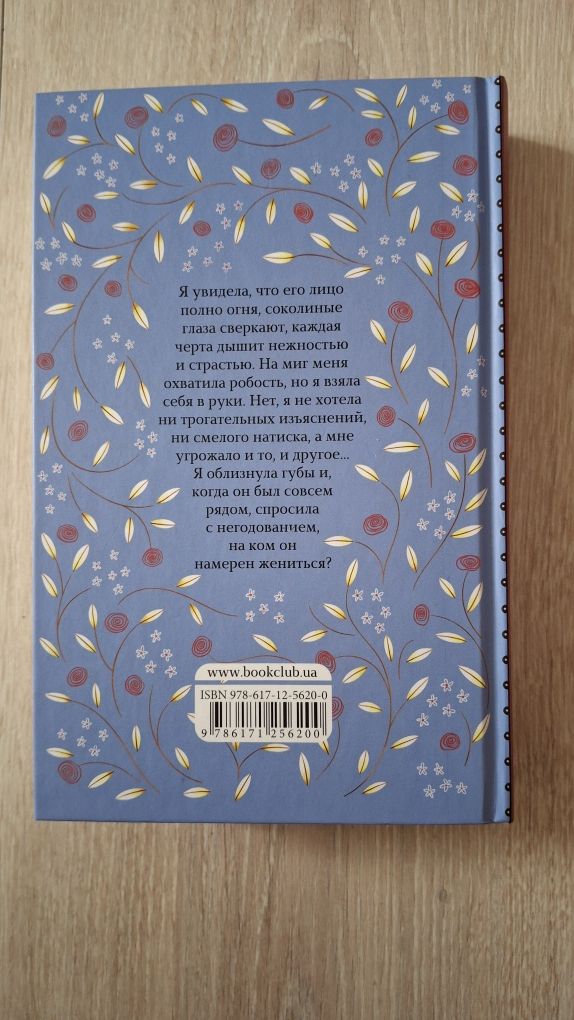 Я увидела, что его лицо
полно огня, соколиные
глаза сверкают, каждая
черта дышит нежностью
и страстью. На миг меня
охватила робость, но я взяла
себя в руки. Нет, я не хотела
ни трогательных изъяснений,
ни смелого натиска, а мне
угрожало и то, и другое...
Я облизнула губы и,
когда он был совсем
рядом, спросила
с негодованчем,
на ком он
намерен жениться?
www.bookclub.ua
ISBN 978-617-12-5620-0
9 786171 256200